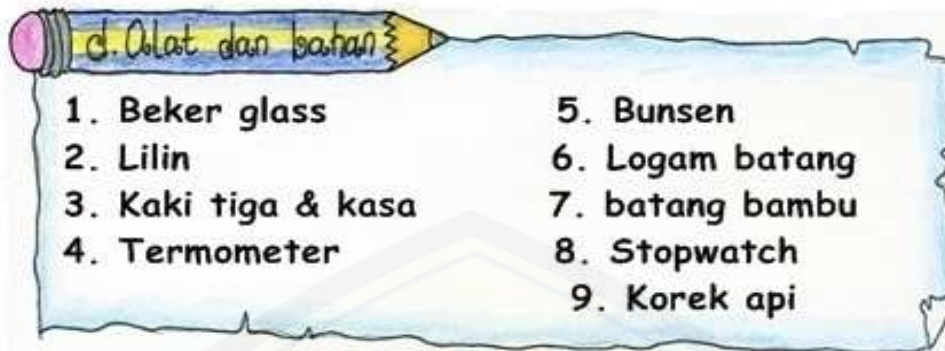 d. Alat dan bahan
1. Beker glass
2. Lilin
3. Kaki tiga & kasa
4. Termometer
5. Bunsen
6. Logam batang
7. batang bambu
8. Stopwatch
9. Korek api